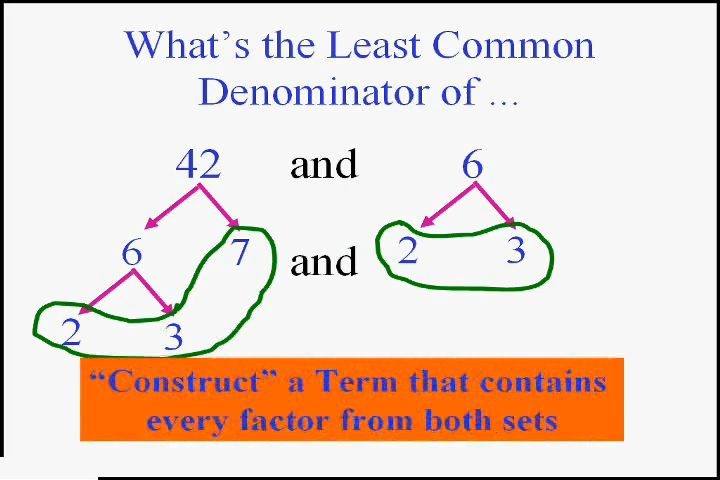 What's the Least Common
Denominator of ...
42 and 6
6 7 and 2 3
2 3
“Construct” a Term that contains
every factor from both sets